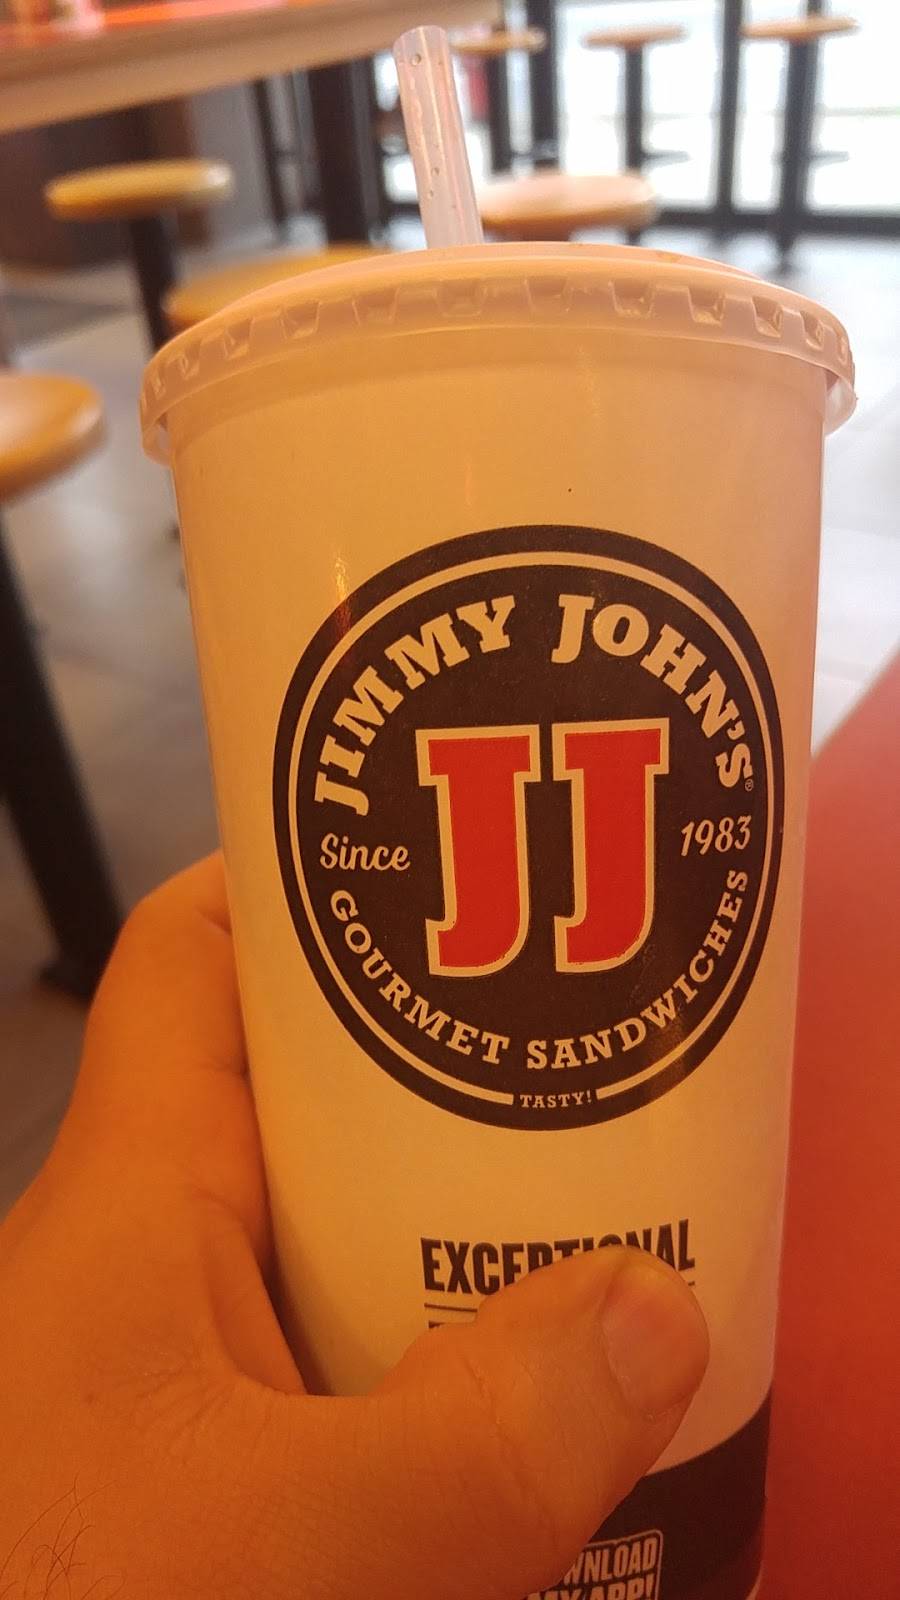 JIMMY JOHN'S®
JJ
Since 1983
GOURMET SANDWICHES
TASTY!